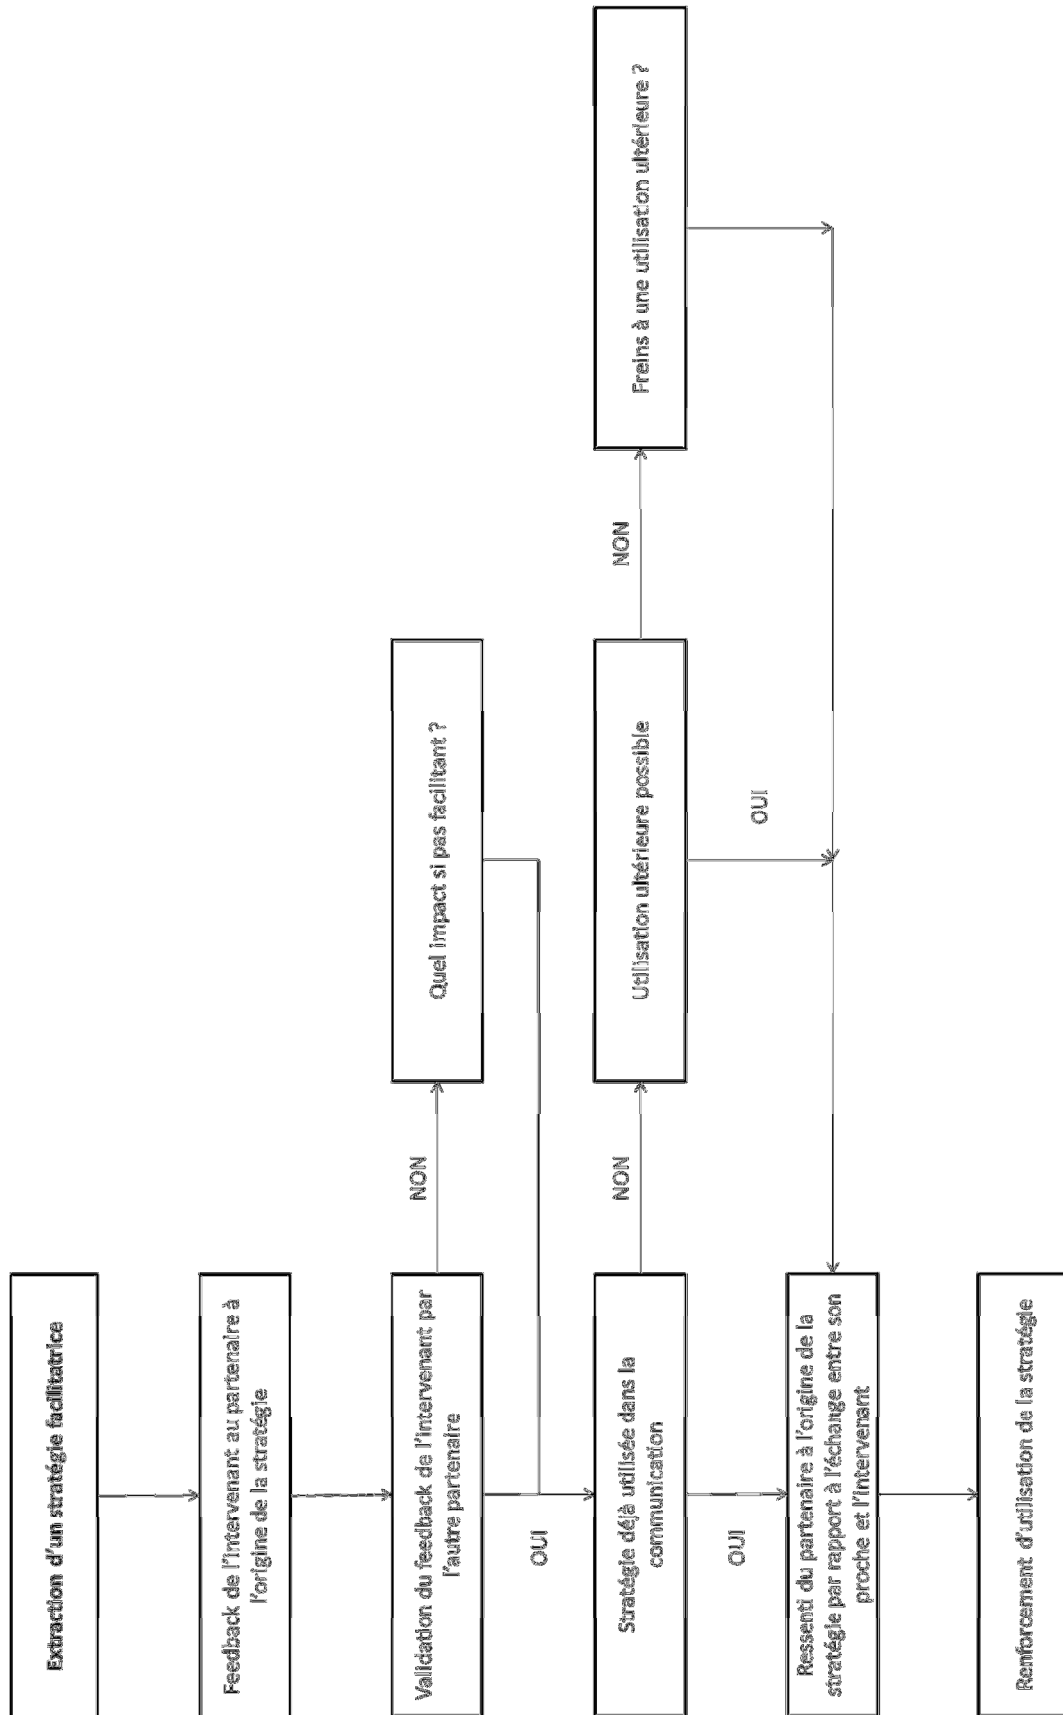 Extraction d'un stratégie facilitatrice
Feedback de l'intervenant au partenaire à
l'origine de la stratégie
Validation du feedback de l'intervenant par
l'autre partenaire
NON
Quel impact si pas facilitant ?
OUI
Stratégie déjà utilisée dans la
communication
NON
Utilisation ultérieure possible
NON
Freins à une utilisation ultérieure ?
OUI
OUI
Ressenti du partenaire à l'origine de la
stratégie par rapport à l'échange entre son
proche et l'intervenant
Renforcement d'utilisation de la stratégie